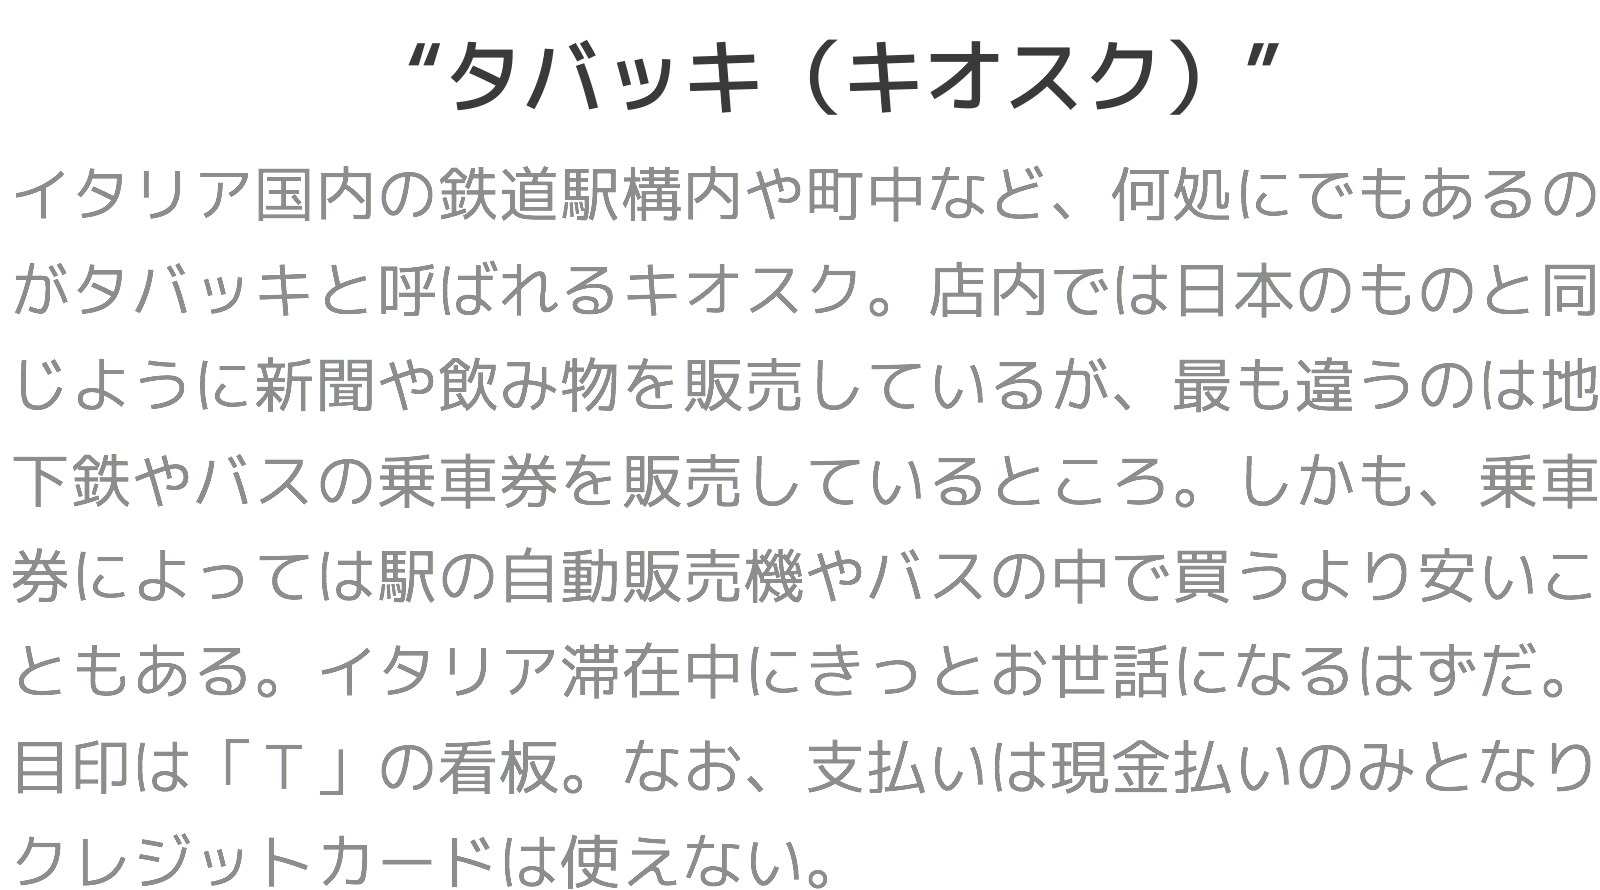 “タバッキ（キオスク）”
イタリア国内の鉄道駅構内や町中など、何処にでもあるの
がタバッキと呼ばれるキオスク。店内では日本のものと同
じように新聞や飲み物を販売しているが、最も違うのは地
下鉄やバスの乗車券を販売しているところ。しかも、乗車
券によっては駅の自動販売機やバスの中で買うより安いこ
ともある。イタリア滞在中にきっとお世話になるはずだ。
目印は「Ｔ」の看板。なお、支払いは現金払いのみとなり
クレジットカードは使えない。